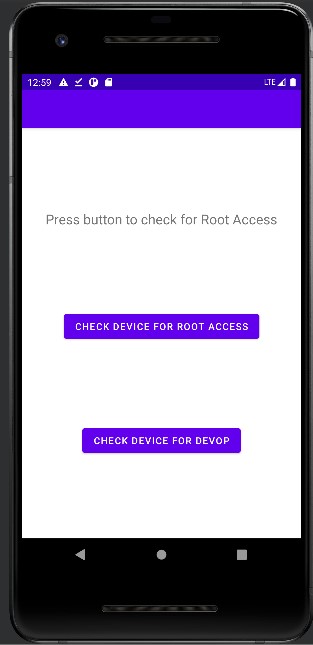 12:59 LTE
Press button to check for Root Access
CHECK DEVICE FOR ROOT ACCESS
CHECK DEVICE FOR DEVOP